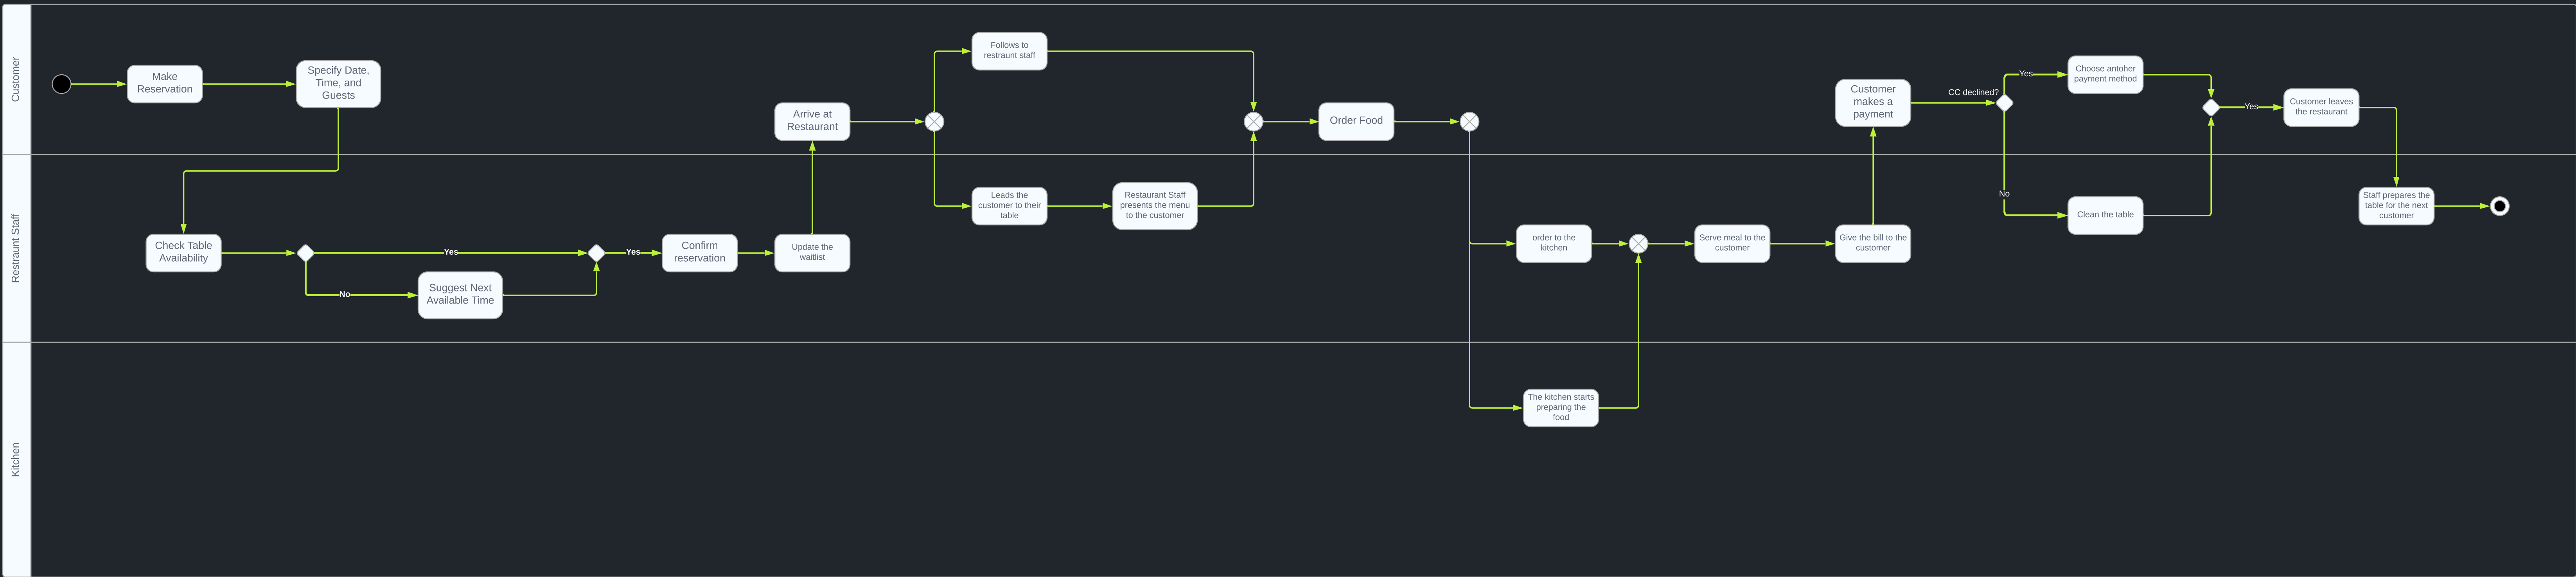 Customer
Make
Reservation
Specify Date,
Time, and
Guests
Arrive at
Restaurant
Follows to
restraunt staff
Order Food
Customer
makes a
payment
CC declined?
Yes
Choose antoher
payment method
Yes
Customer leaves
the restaurant
No
Restraunt Staff
Check Table
Availability
Yes
No
Suggest Next
Available Time
Yes
Confirm
reservation
Update the
waitlist
Leads the
customer to their
table
Restaurant Staff
presents the menu
to the customer
order to the
kitchen
Serve meal to the
customer
Give the bill to the
customer
Clean the table
Staff prepares the
table for the next
customer
Kitchen
The kitchen starts
preparing the
food